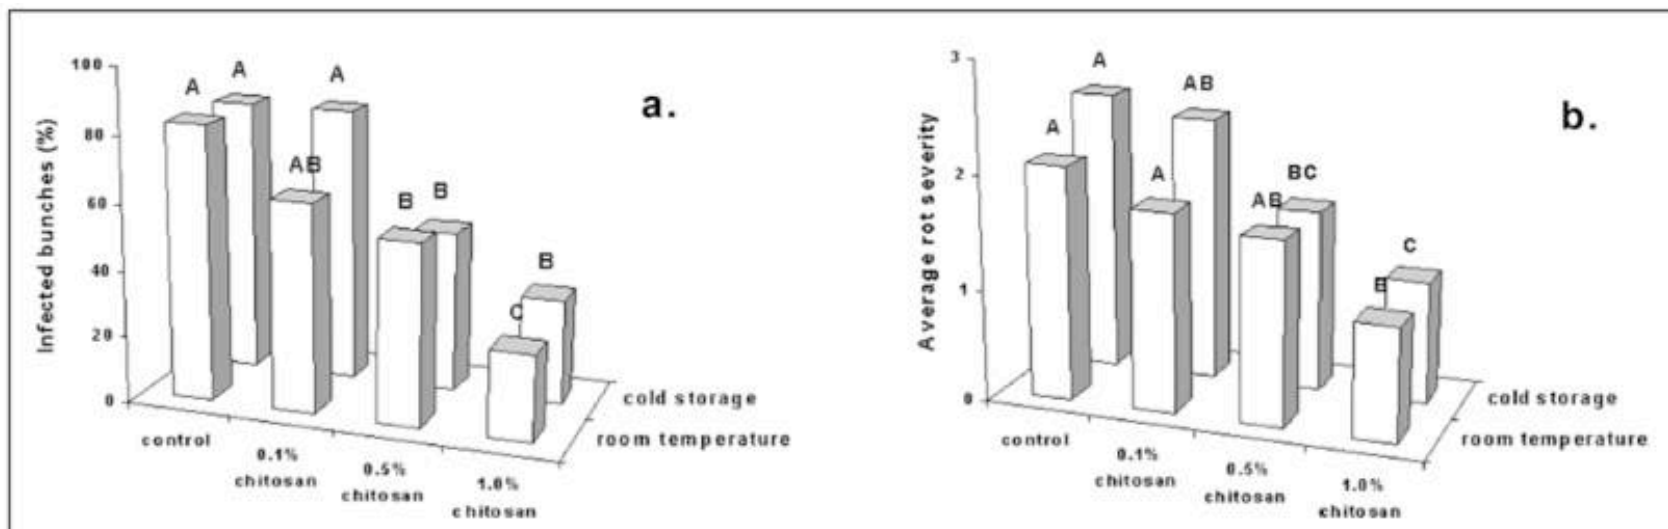 a.
Infected bunches (%)
100
80
60
40
20
0
A
A
A
AB
B
B
B
C
control
0.1%
chitosan
0.5%
chitosan
1.0%
chitosan
cold storage
room temperature
b.
Average rot severity
3
2
1
0
A
A
AB
A
BC
AB
C
control
0.1%
chitosan
0.5%
chitosan
1.0%
chitosan
cold storage
room temperature